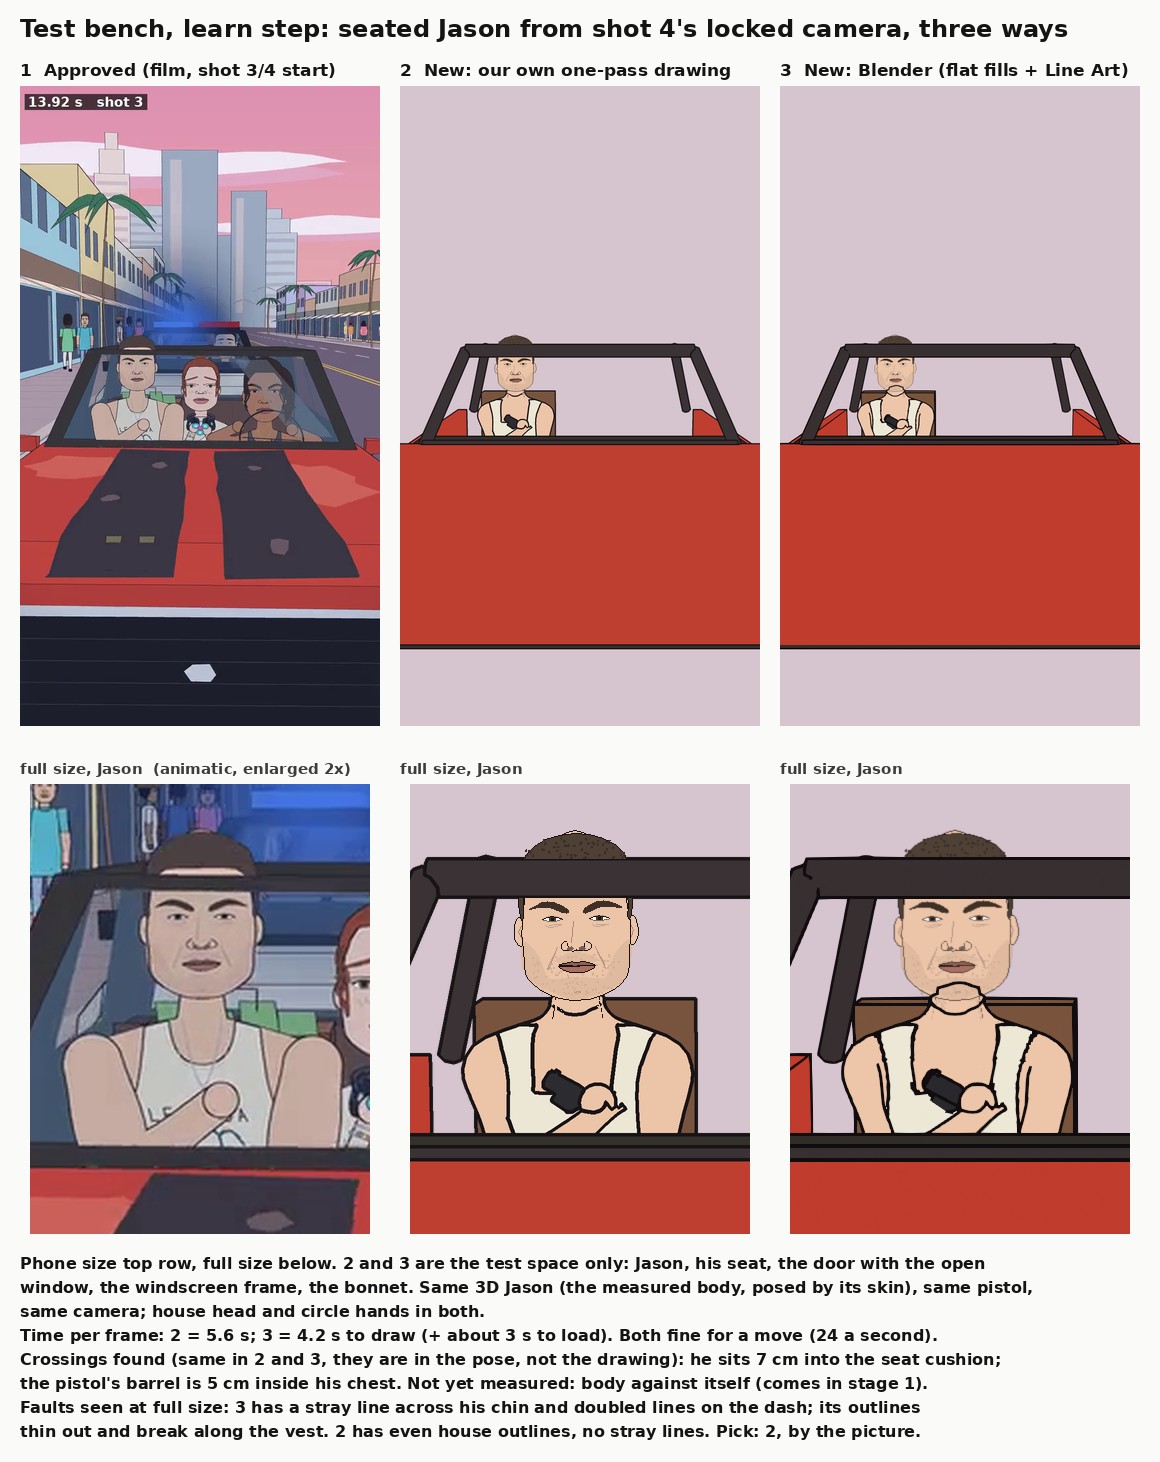 Test bench, learn step: seated Jason from shot 4's locked camera, three ways
1 Approved (film, shot 3/4 start)
2 New: our own one-pass drawing
3 New: Blender (flat fills + Line Art)
13.92 s shot 3
full size, Jason (animatic, enlarged 2x)
full size, Jason
full size, Jason
Phone size top row, full size below. 2 and 3 are the test space only: Jason, his seat, the door with the open
window, the windscreen frame, the bonnet. Same 3D Jason (the measured body, posed by its skin), same pistol,
same camera; house head and circle hands in both.
Time per frame: 2 = 5.6 s; 3 = 4.2 s to draw (+ about 3 s to load). Both fine for a move (24 a second).
Crossings found (same in 2 and 3, they are in the pose, not the drawing): he sits 7 cm into the seat cushion;
the pistol's barrel is 5 cm inside his chest. Not yet measured: body against itself (comes in stage 1).
Faults seen at full size: 3 has a stray line across his chin and doubled lines on the dash; its outlines
thin out and break along the vest. 2 has even house outlines, no stray lines. Pick: 2, by the picture.